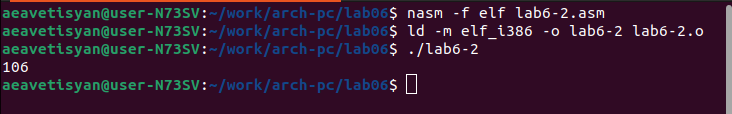 aeavetisyan@user-N73SV:~/work/arch-pc/lab06$ nasm -f elf lab6-2.asm
aeavetisyan@user-N73SV:~/work/arch-pc/lab06$ ld -m elf_i386 -o lab6-2 lab6-2.o
aeavetisyan@user-N73SV:~/work/arch-pc/lab06$ ./lab6-2
106
aeavetisyan@user-N73SV:~/work/arch-pc/lab06$